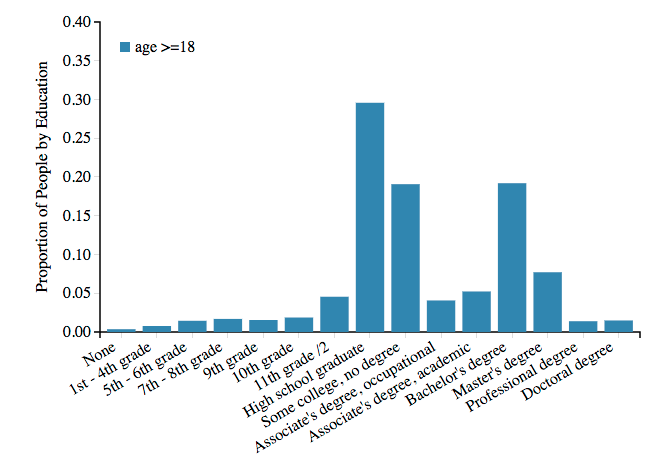 0.40
0.35
0.30
0.25
0.20
0.15
0.10
0.05
0.00
Proportion of People by Education
age >=18
None
1st - 4th grade
5th - 6th grade
7th - 8th grade
9th grade
10th grade
11th grade /2
High school graduate
Some college, no degree
Associate's degree, occupational
Associate's degree, academic
Bachelor's degree
Master's degree
Professional degree
Doctoral degree